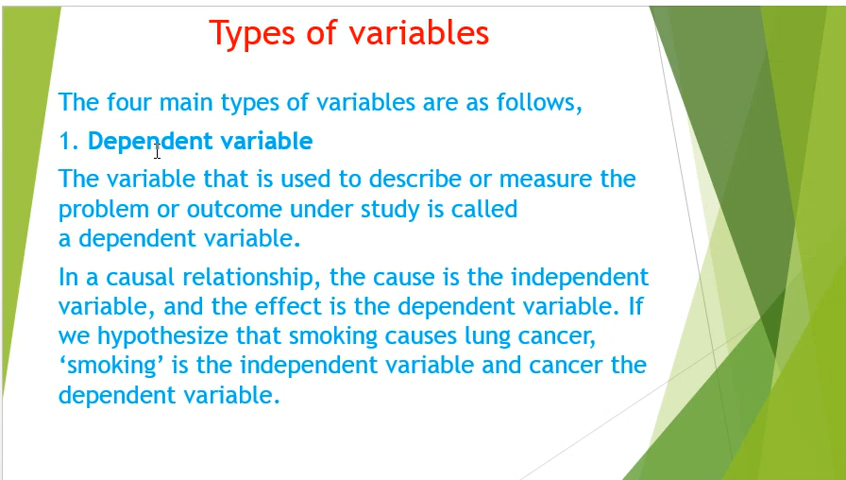 Types of variables
The four main types of variables are as follows,
1. Dependent variable
The variable that is used to describe or measure the
problem or outcome under study is called
a dependent variable.
In a causal relationship, the cause is the independent
variable, and the effect is the dependent variable. If
we hypothesize that smoking causes lung cancer,
‘smoking’ is the independent variable and cancer the
dependent variable.